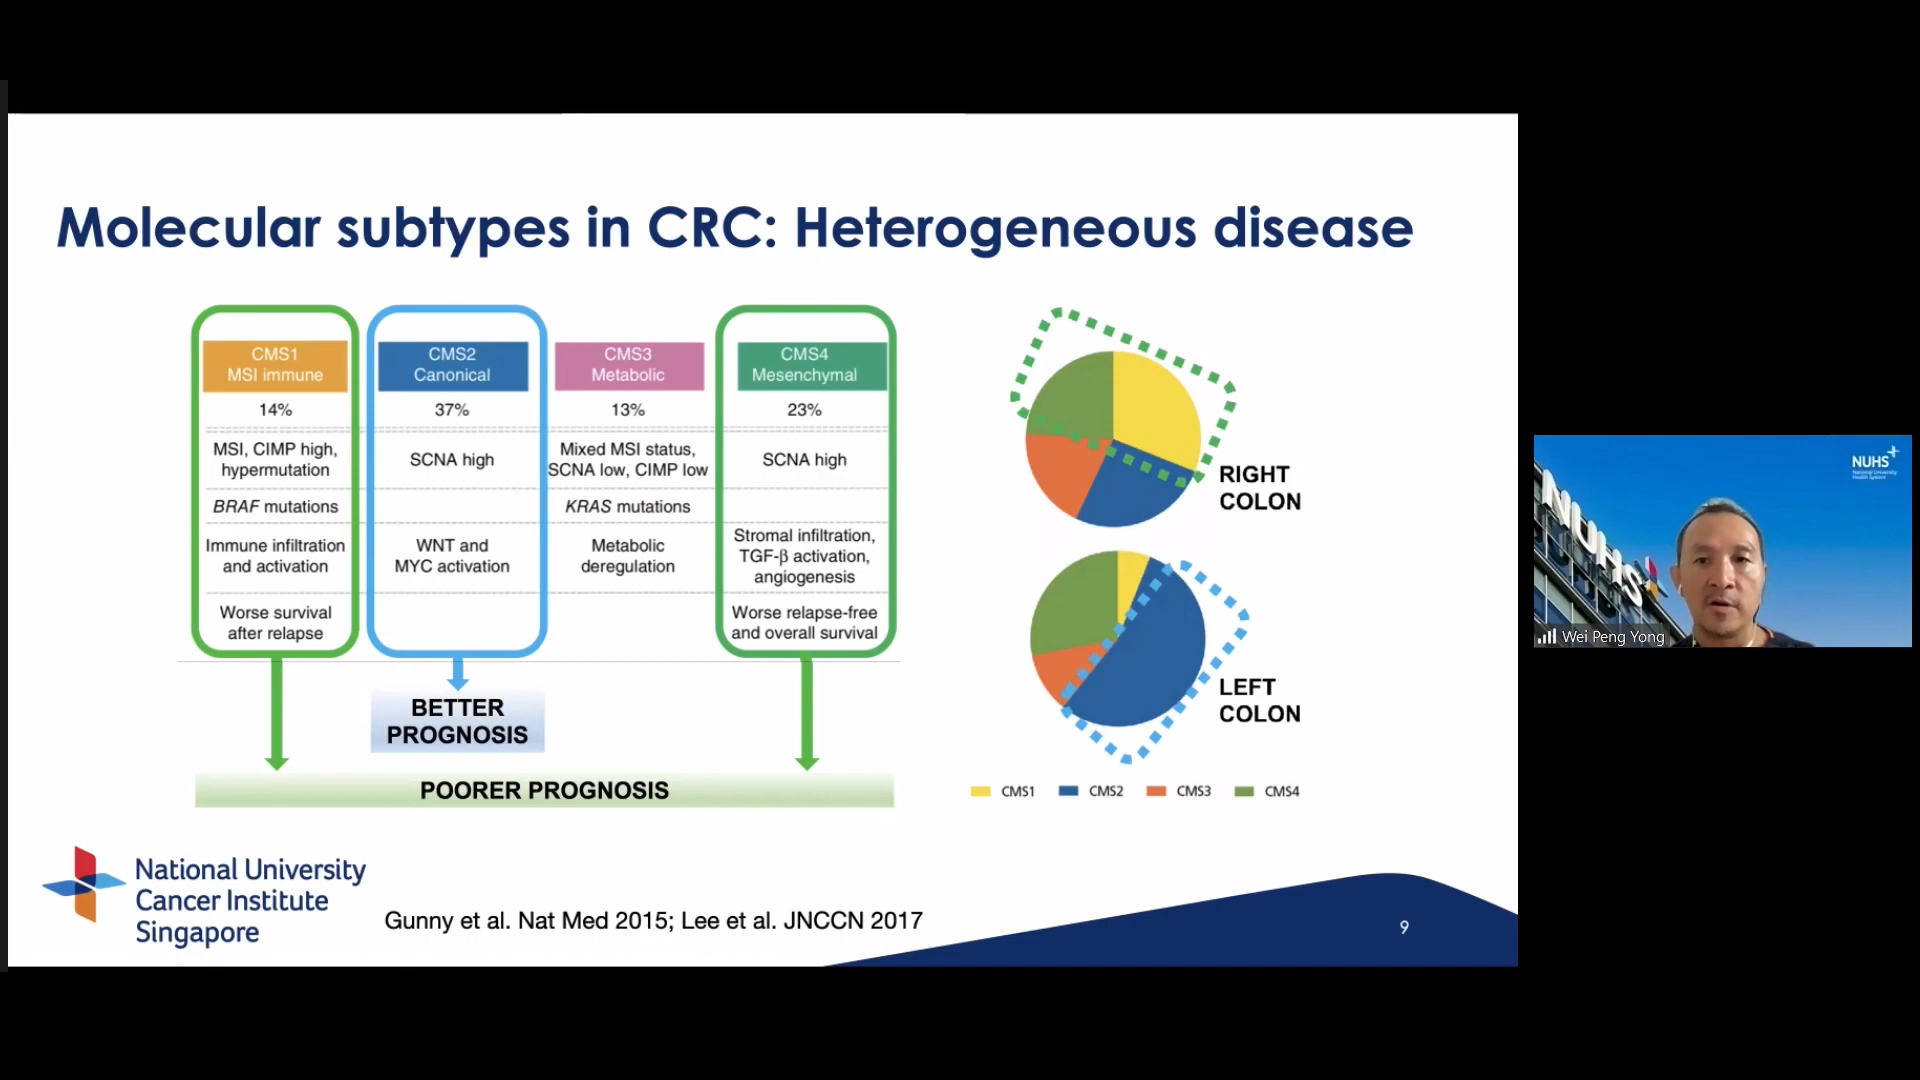 Molecular subtypes in CRC: Heterogeneous disease
CMS1
MSI immune
CMS2
Canonical
CMS3
Metabolic
CMS4
Mesenchymal
14%
37%
13%
23%
MSI, CIMP high,
hypermutation
SCNA high
Mixed MSI status,
SCNA low, CIMP low
SCNA high
BRAF mutations
KRAS mutations
Immune infiltration
and activation
WNT and
MYC activation
Metabolic
deregulation
Stromal infiltration,
TGF-β activation,
angiogenesis
Worse survival
after relapse
Worse relapse-free
and overall survival
BETTER
PROGNOSIS
POORER PROGNOSIS
RIGHT
COLON
LEFT
COLON
CMS1
CMS2
CMS3
CMS4
National University
Cancer Institute
Singapore
Gunny et al. Nat Med 2015; Lee et al. JNCCN 2017
9
NUHS
National University
Health System
NUHS
Wei Peng Yong